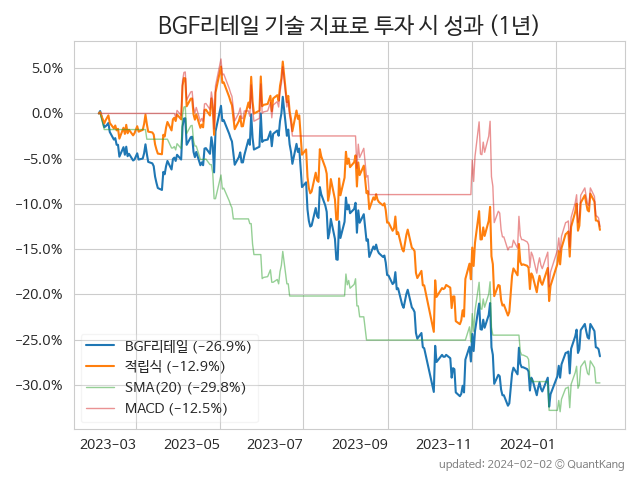 BGF리테일 기술 지표로 투자 시 성과 (1년)
5.0%
0.0%
−5.0%
−10.0%
−15.0%
−20.0%
−25.0%
−30.0%
BGF리테일 (−26.9%)
적립식 (−12.9%)
SMA(20) (−29.8%)
MACD (−12.5%)
2023−03 2023−05 2023−07 2023−09 2023−11 2024−01
updated: 2024−02−02 © QuantKang